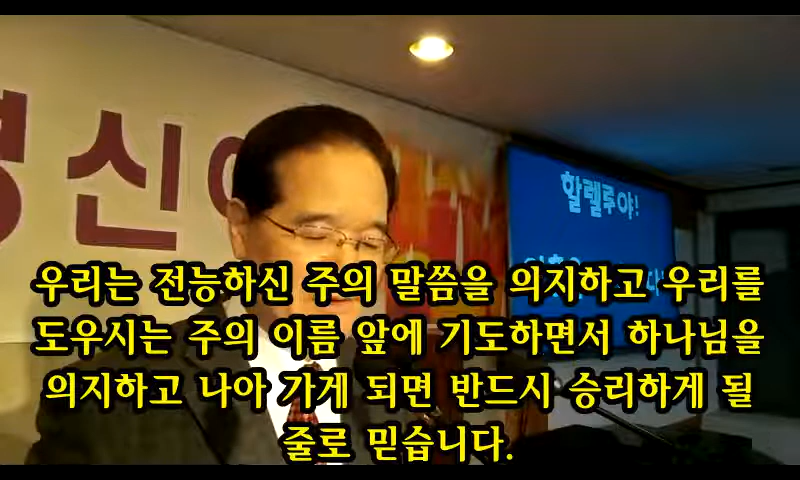 신
할렐루야!
우리는 전능하신 주의 말씀을 의지하고 우리를
도우시는 주의 이름 앞에 기도하면서 하나님을
의지하고 나아 가게 되면 반드시 승리하게 될
줄로 믿습니다.